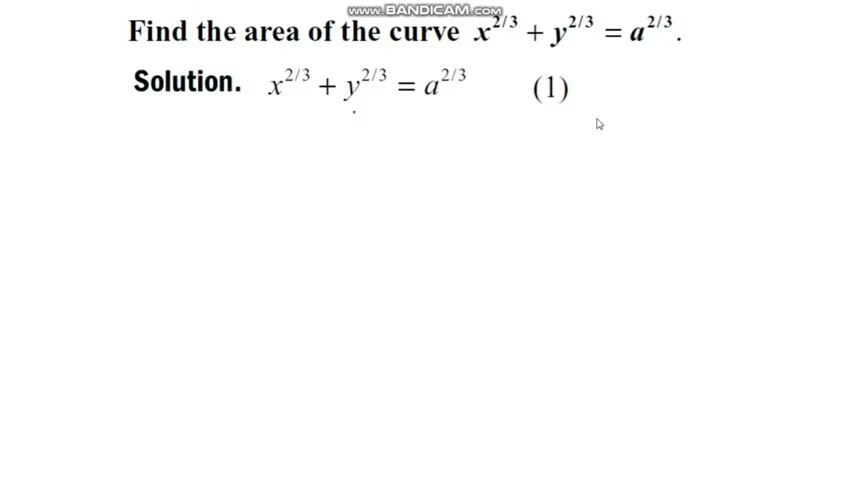 www.BANDICAM.com
Find the area of the curve x^{2/3} + y^{2/3} = a^{2/3}.
Solution. x^{2/3} + y^{2/3} = a^{2/3} (1)